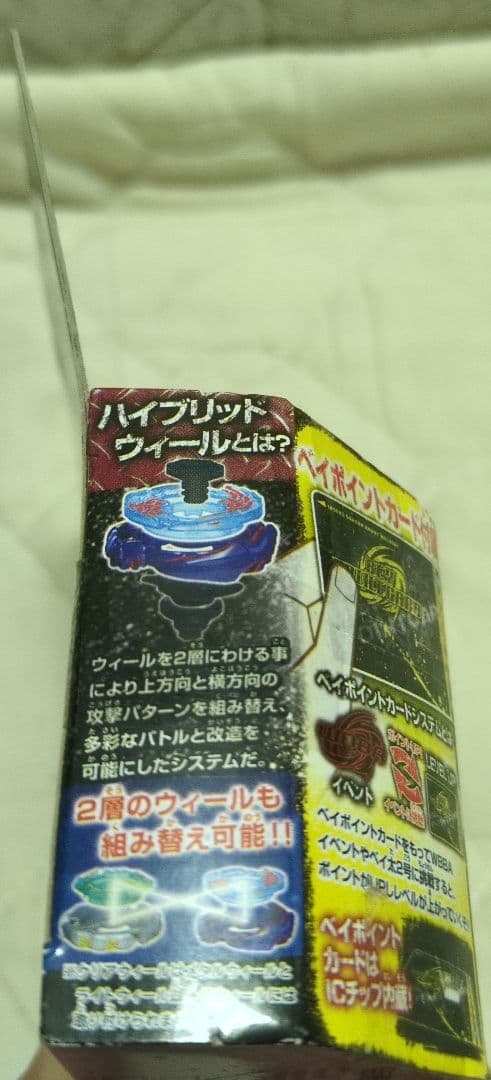 ハイブリッド
ウィールとは?
ウィールを2層にわける事
により上方向と横方向の
攻撃パターンを組み替え、
多彩なバトルと改造を
可能にしたシステムだ。
2層のウィールも
組み替え可能!!
ベイポイントカード付
ベイポイントカードシステムとは
イベント
LEVEL UP
ベイポイントカードをもってWBBA
イベントやベイ太2号に挑戦すると、
ポイントがUPしレベルが上がっていくぞ!
ベイポイント
カードは
ICチップ内蔵!